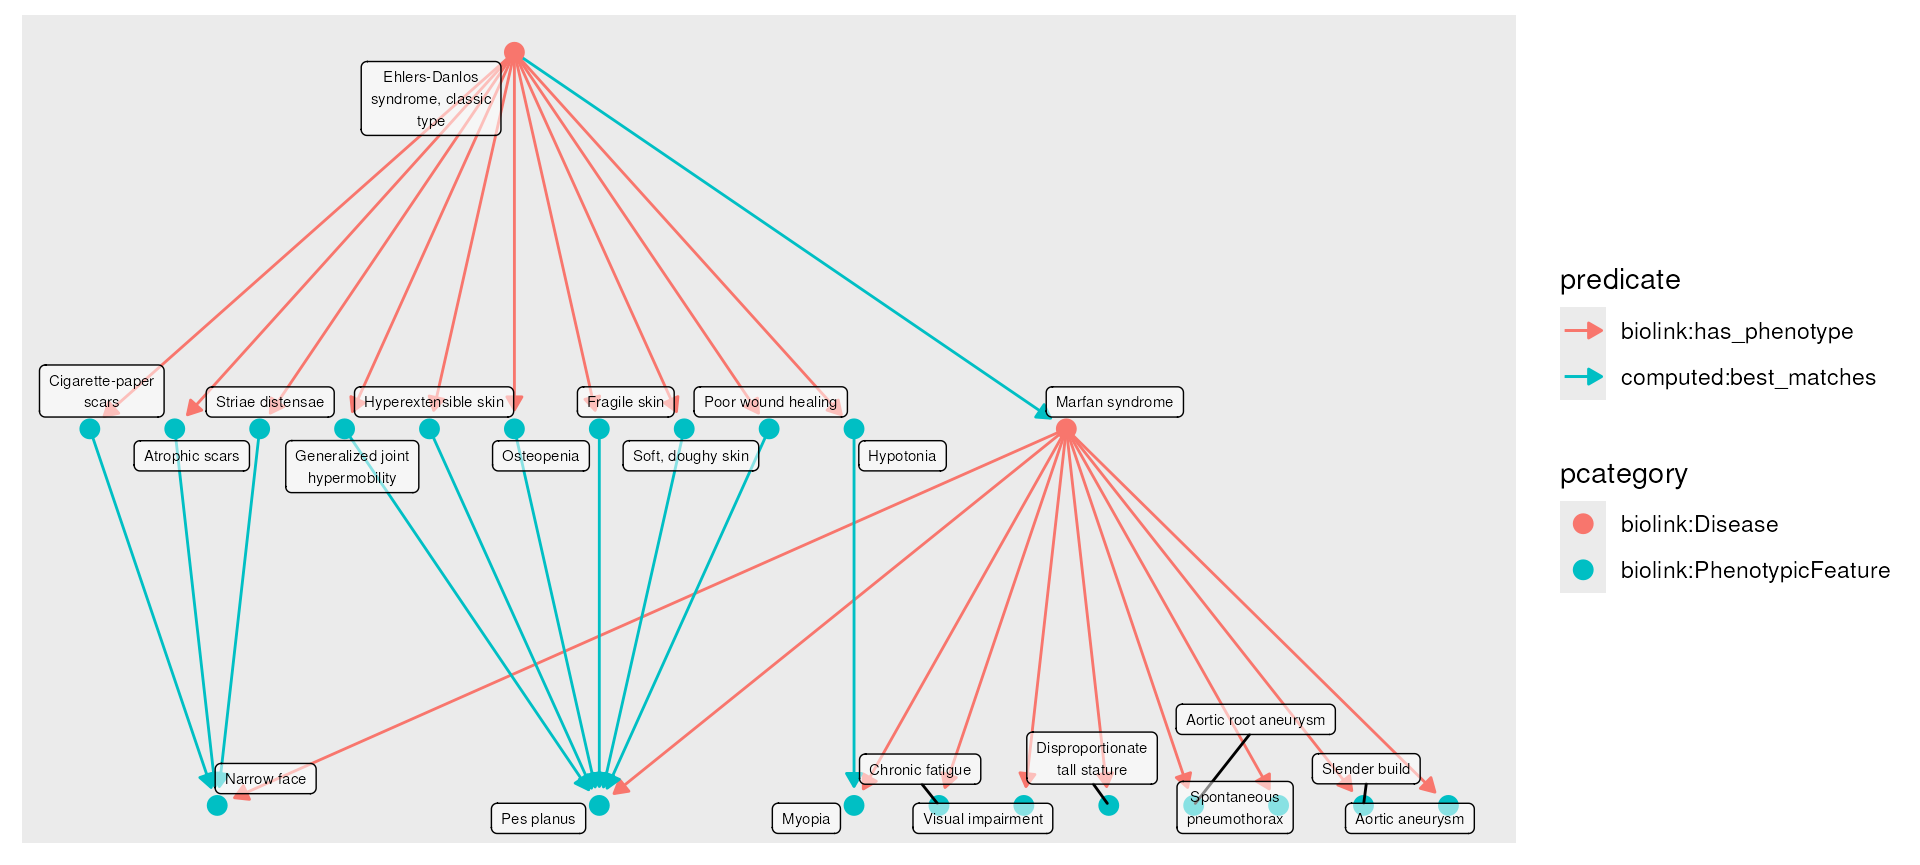 Ehlers-Danlos
syndrome, classic
type
Cigarette-paper
scars
Striae distensae
Hyperextensible skin
Fragile skin
Poor wound healing
Marfan syndrome
Atrophic scars
Generalized joint
hypermobility
Osteopenia
Soft, doughy skin
Hypotonia
Aortic root aneurysm
Disproportionate
tall stature
Chronic fatigue
Slender build
Narrow face
Spontaneous
pneumothorax
Pes planus
Myopia
Visual impairment
Aortic aneurysm
predicate
biolink:has_phenotype
computed:best_matches
pcategory
biolink:Disease
biolink:PhenotypicFeature